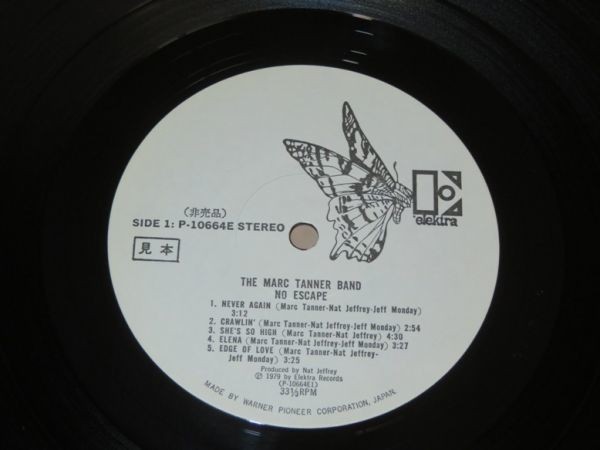 (非売品)
SIDE 1: P-10664E STEREO
見本
elektra
THE MARC TANNER BAND
NO ESCAPE
1. NEVER AGAIN (Marc Tanner-Nat Jeffrey-Jeff Monday)
3:12
2. CRAWLIN' (Marc Tanner-Nat Jeffrey-Jeff Monday) 2:54
3. SHE'S SO HIGH (Marc Tanner-Nat Jeffrey) 4:30
4. ELENA (Marc Tanner-Nat Jeffrey-Jeff Monday) 3:27
5. EDGE OF LOVE (Marc Tanner-Nat Jeffrey-
Jeff Monday) 3:25
Produced by Nat Jeffrey
Ⓟ 1979 by Elektra Records
(P-10664E1)
33⅓RPM
MADE BY WARNER PIONEER CORPORATION, JAPAN.